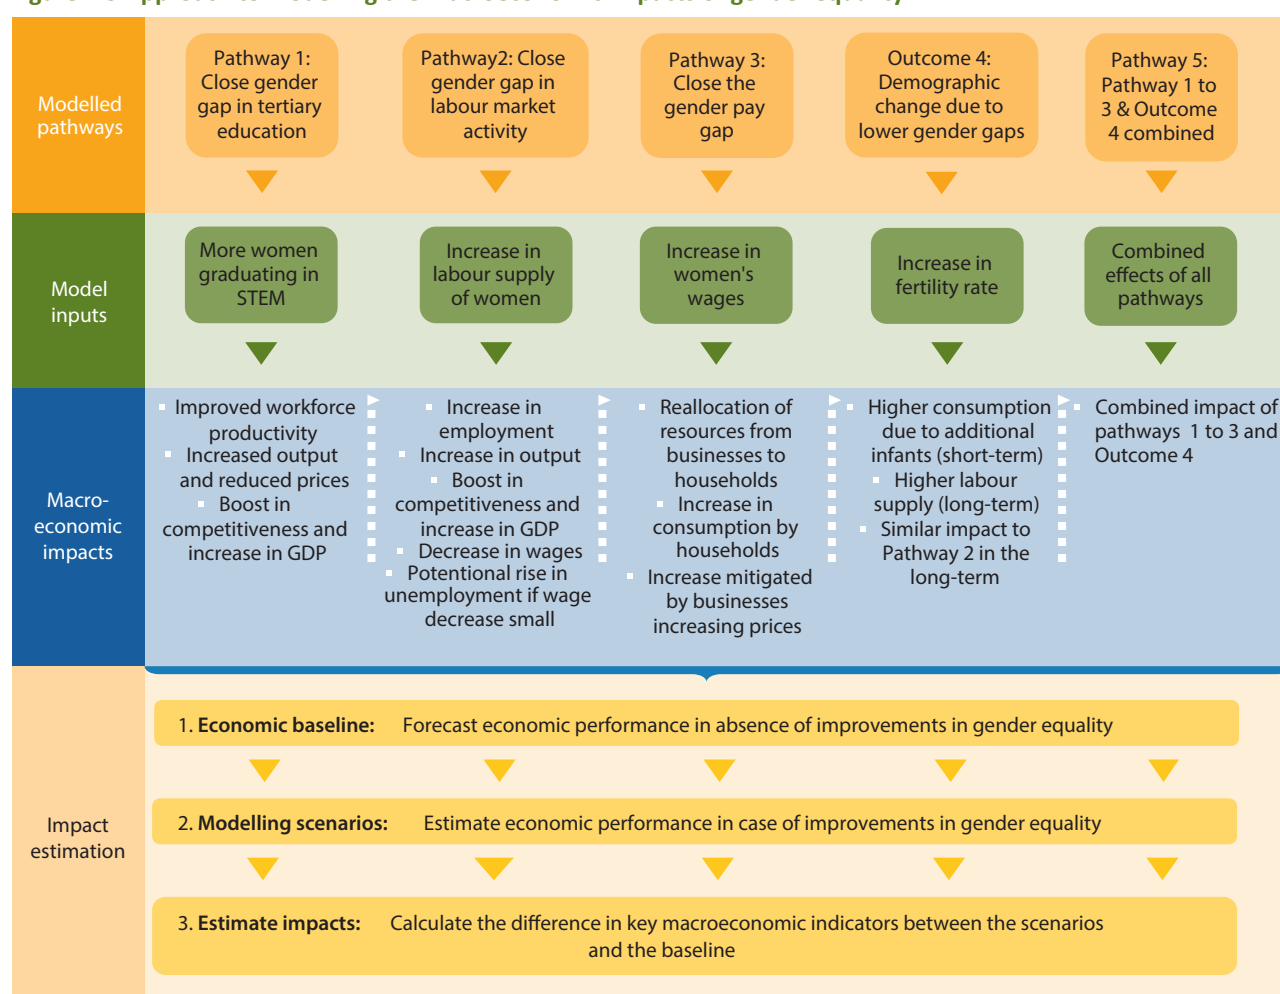 Modelled
pathways
Pathway 1:
Close gender
gap in tertiary
education
Pathway2: Close
gender gap in
labour market
activity
Pathway 3:
Close the
gender pay
gap
Outcome 4:
Demographic
change due to
lower gender gaps
Pathway 5:
Pathway 1 to
3 & Outcome
4 combined
Model
inputs
More women
graduating in
STEM
Increase in
labour supply
of women
Increase in
women's
wages
Increase in
fertility rate
Combined
effects of all
pathways
Macro-
economic
impacts
Improved workforce
productivity
Increased output
and reduced prices
Boost in
competitiveness and
increase in GDP
Increase in
employment
Increase in output
Boost in
competitiveness and
increase in GDP
Decrease in wages
Potentional rise in
unemployment if wage
decrease small
Reallocation of
resources from
businesses to
households
Increase in
consumption by
households
Increase mitigated
by businesses
increasing prices
Higher consumption
due to additional
infants (short-term)
Higher labour
supply (long-term)
Similar impact to
Pathway 2 in the
long-term
Combined impact of
pathways 1 to 3 and
Outcome 4
Impact
estimation
1. Economic baseline: Forecast economic performance in absence of improvements in gender equality
2. Modelling scenarios: Estimate economic performance in case of improvements in gender equality
3. Estimate impacts: Calculate the difference in key macroeconomic indicators between the scenarios
and the baseline